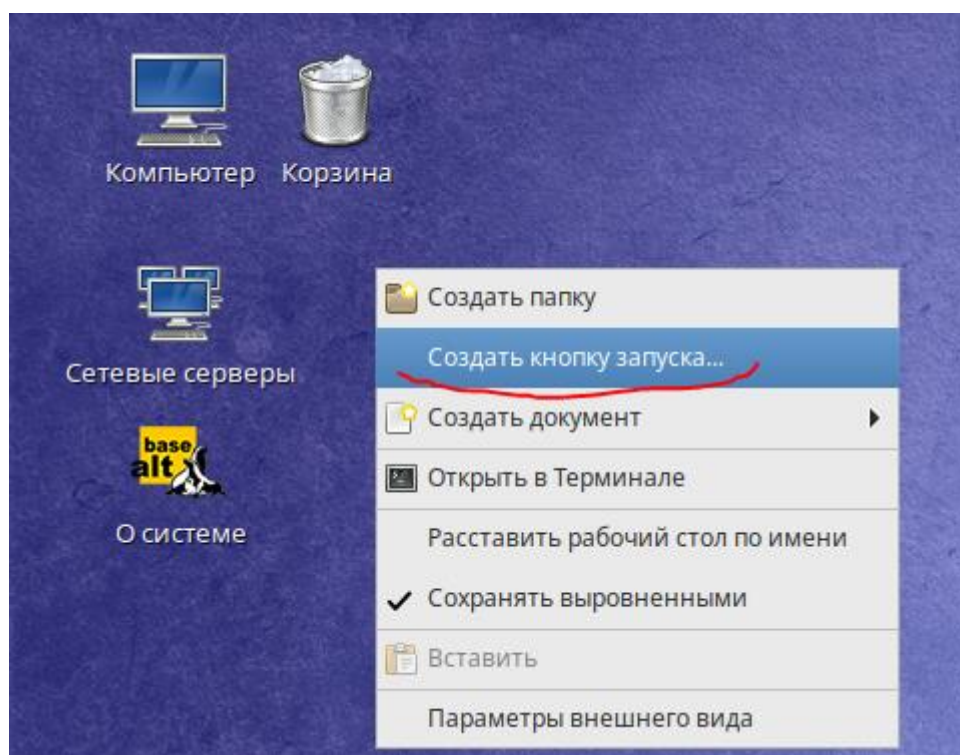 Компьютер
Корзина
Сетевые серверы
base
alt
О системе
Создать папку
Создать кнопку запуска...
Создать документ
Открыть в Терминале
Расставить рабочий стол по имени
Сохранять выровненными
Вставить
Параметры внешнего вида